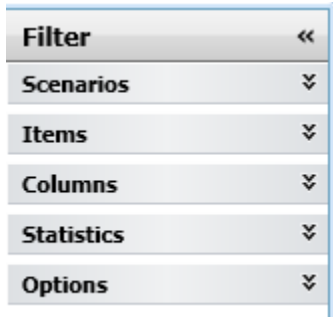 Filter
Scenarios
Items
Columns
Statistics
Options